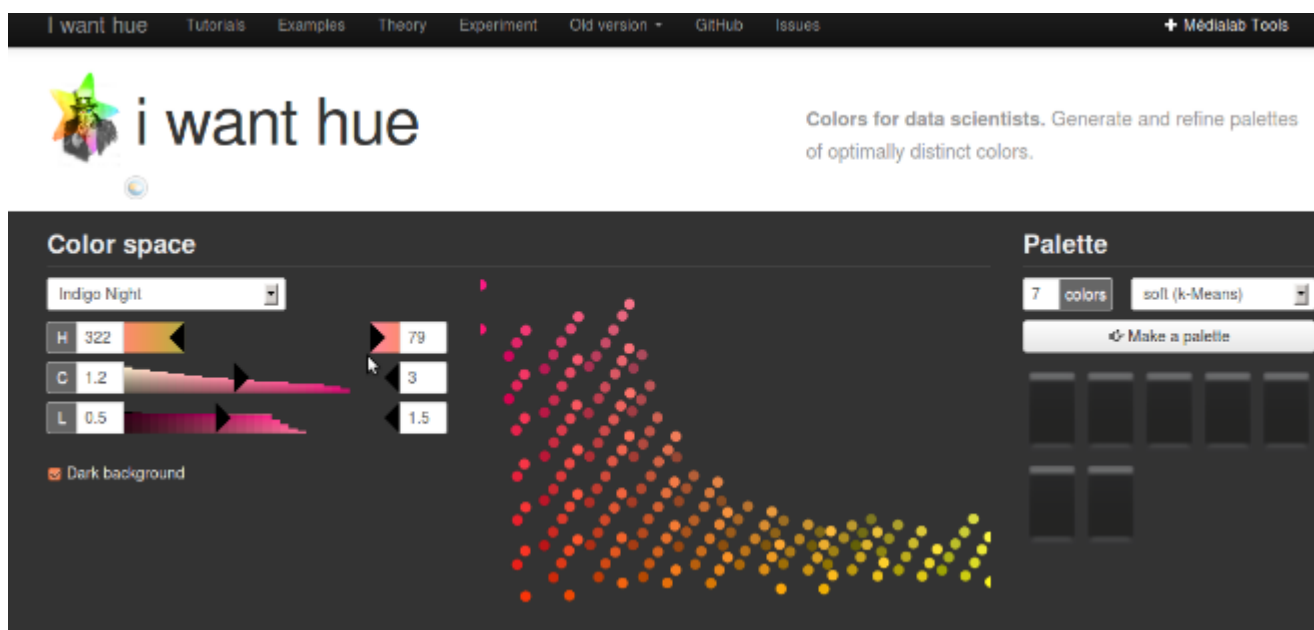 I want hue Tutorials Examples Theory Experiment Old version GitHub Issues + Médialab Tools
i want hue
Colors for data scientists. Generate and refine palettes
of optimally distinct colors.
Color space
Indigo Night
H 322 79
C 1.2 3
L 0.5 1.5
Dark background
Palette
7 colors soft (k-Means)
Make a palette